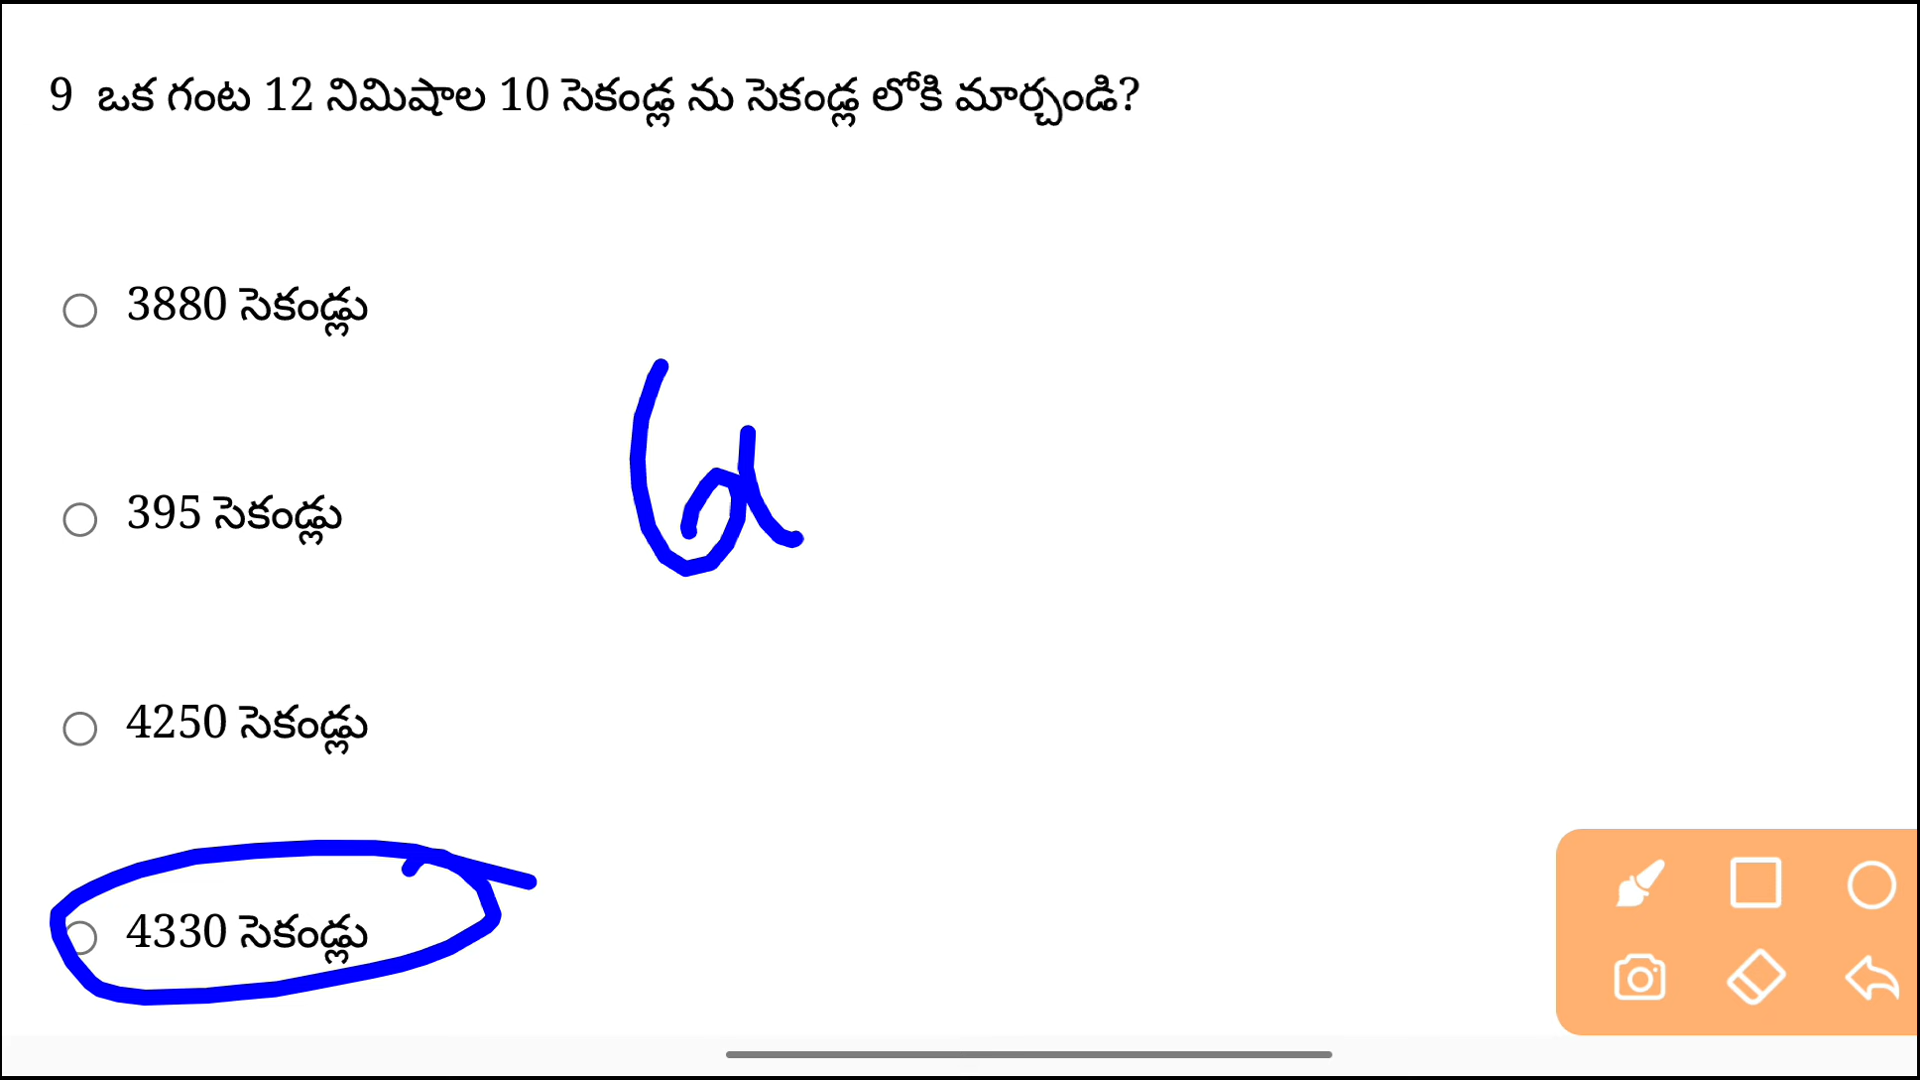 9 ఒక గంట 12 నిమిషాల 10 సెకండ్ల ను సెకండ్ల లోకి మార్చండి?
3880 సెకండ్లు
395 సెకండ్లు
4250 సెకండ్లు
4330 సెకండ్లు